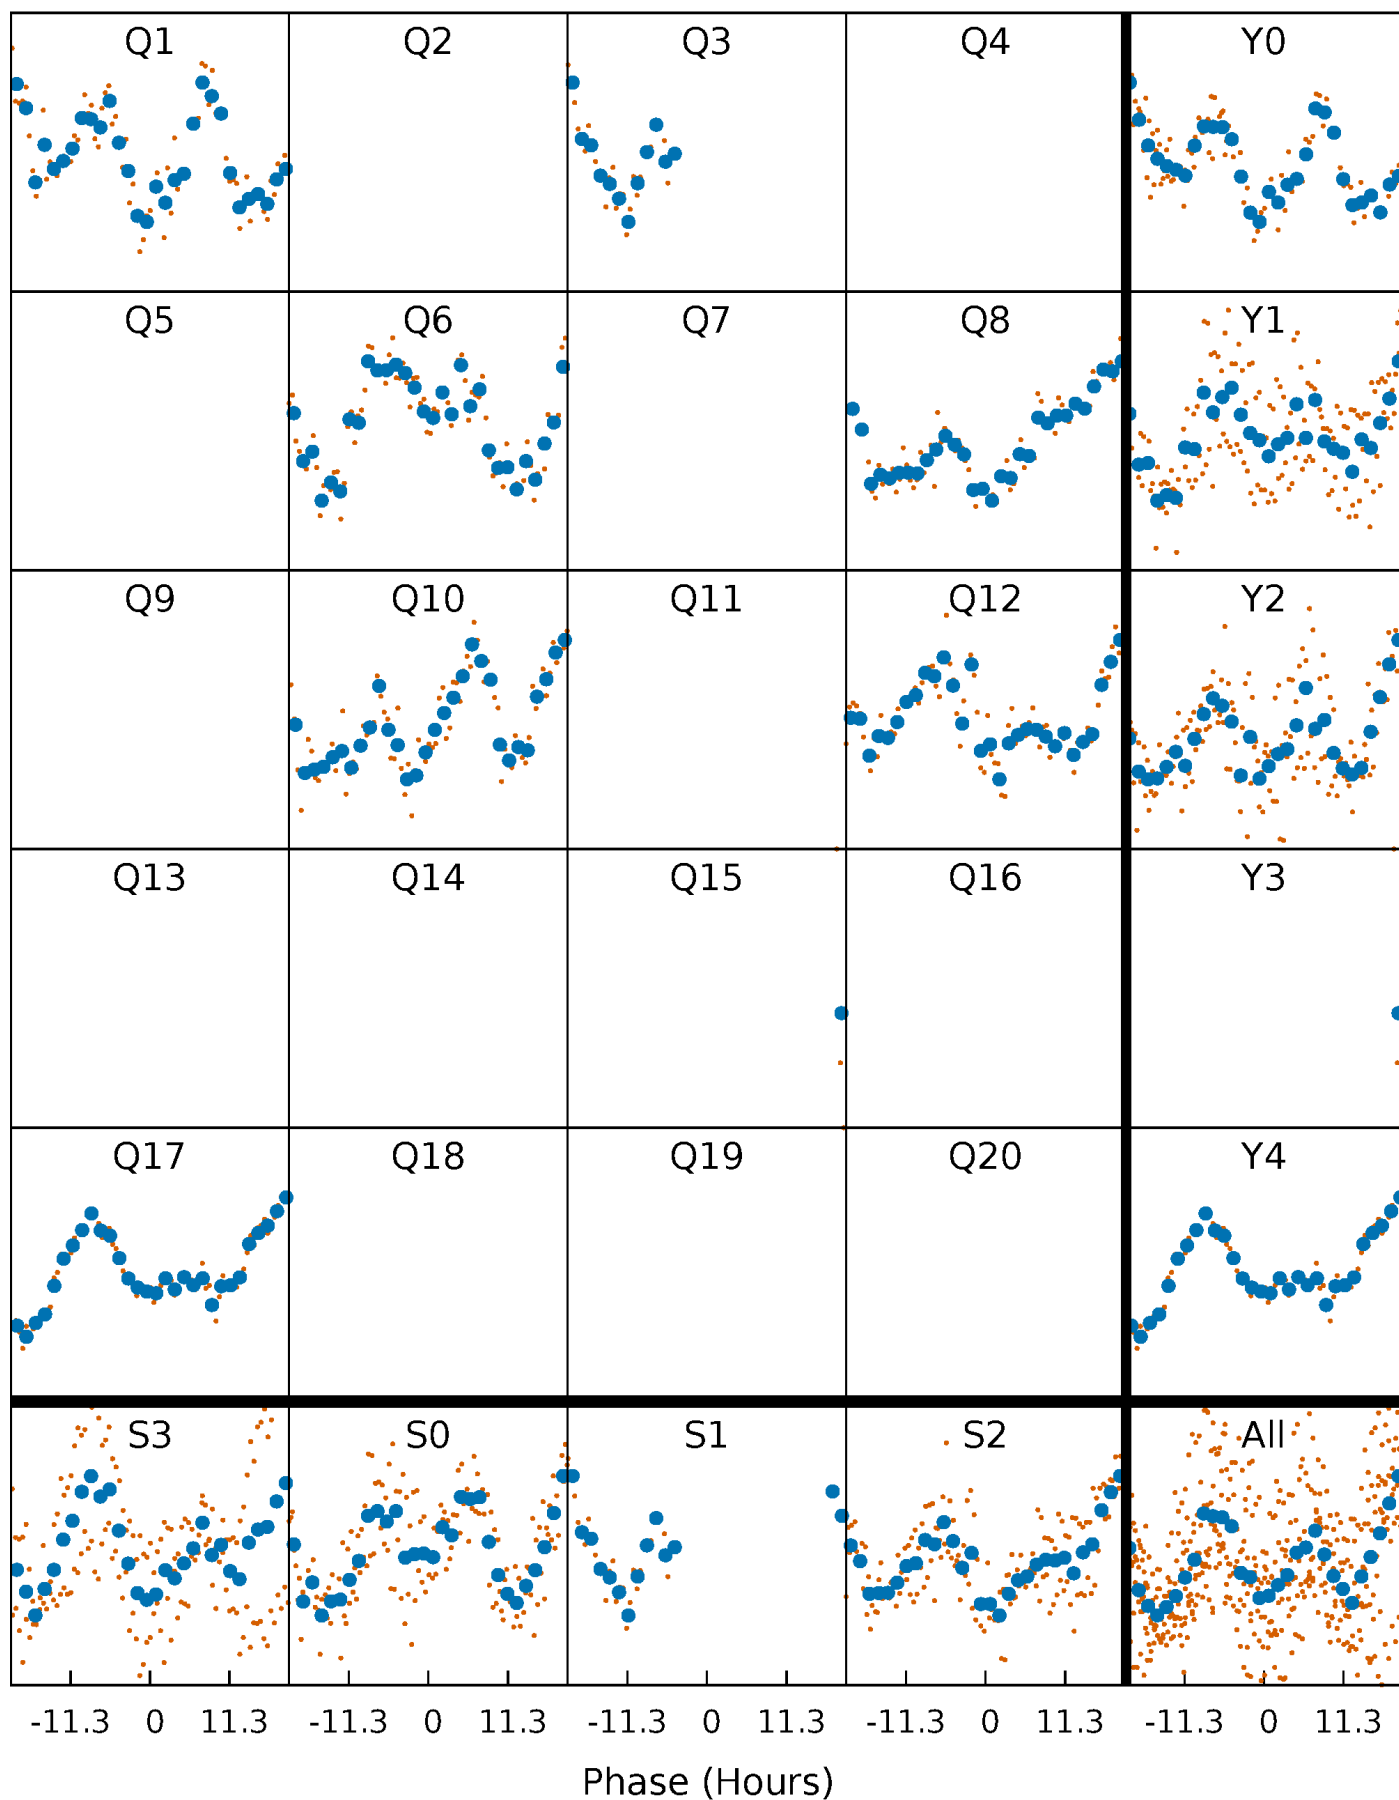 Q1 Q2 Q3 Q4 Y0
Q5 Q6 Q7 Q8 Y1
Q9 Q10 Q11 Q12 Y2
Q13 Q14 Q15 Q16 Y3
Q17 Q18 Q19 Q20 Y4
S3 S0 S1 S2 All
-11.3 0 11.3 -11.3 0 11.3 -11.3 0 11.3 -11.3 0 11.3 -11.3 0 11.3
Phase (Hours)